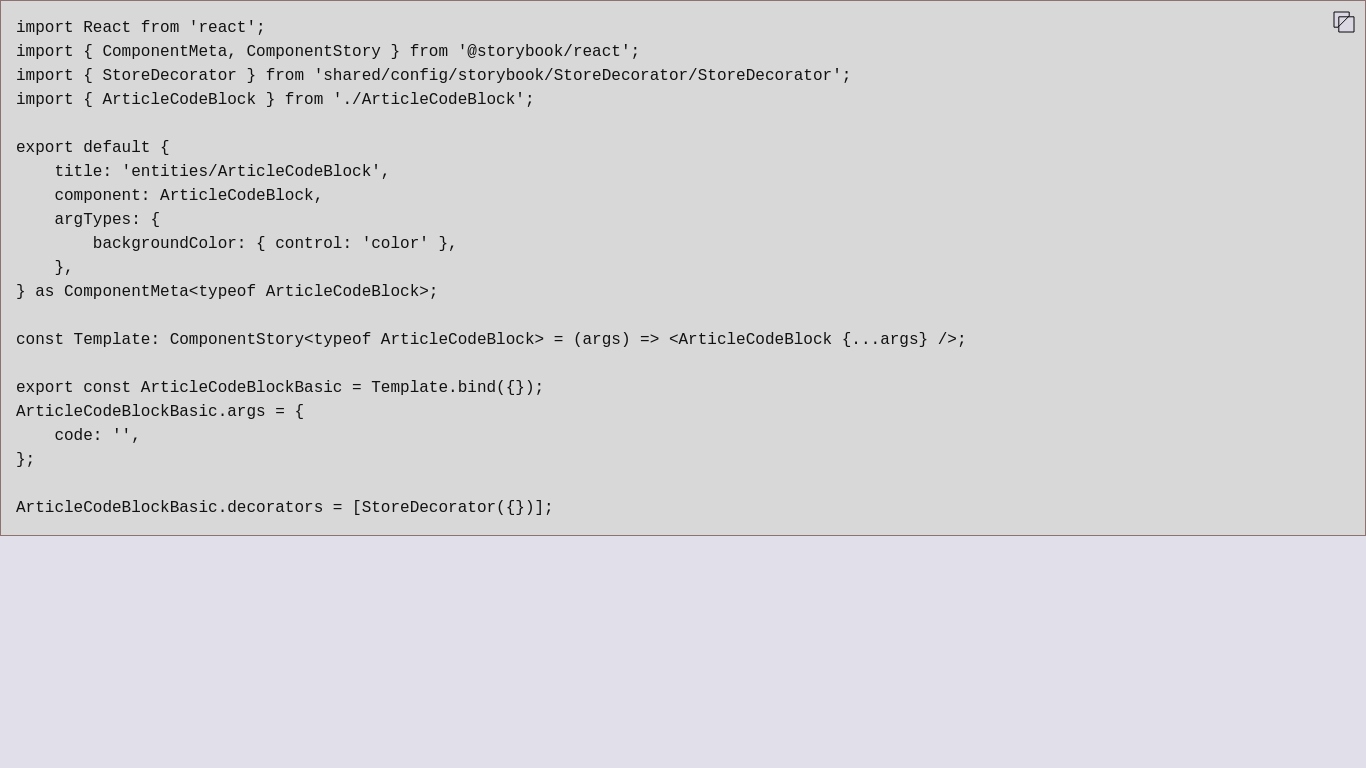 import React from 'react';
import { ComponentMeta, ComponentStory } from '@storybook/react';
import { StoreDecorator } from 'shared/config/storybook/StoreDecorator/StoreDecorator';
import { ArticleCodeBlock } from './ArticleCodeBlock';

export default {
    title: 'entities/ArticleCodeBlock',
    component: ArticleCodeBlock,
    argTypes: {
        backgroundColor: { control: 'color' },
    },
} as ComponentMeta<typeof ArticleCodeBlock>;

const Template: ComponentStory<typeof ArticleCodeBlock> = (args) => <ArticleCodeBlock {...args} />;

export const ArticleCodeBlockBasic = Template.bind({});
ArticleCodeBlockBasic.args = {
    code: '',
};

ArticleCodeBlockBasic.decorators = [StoreDecorator({})];